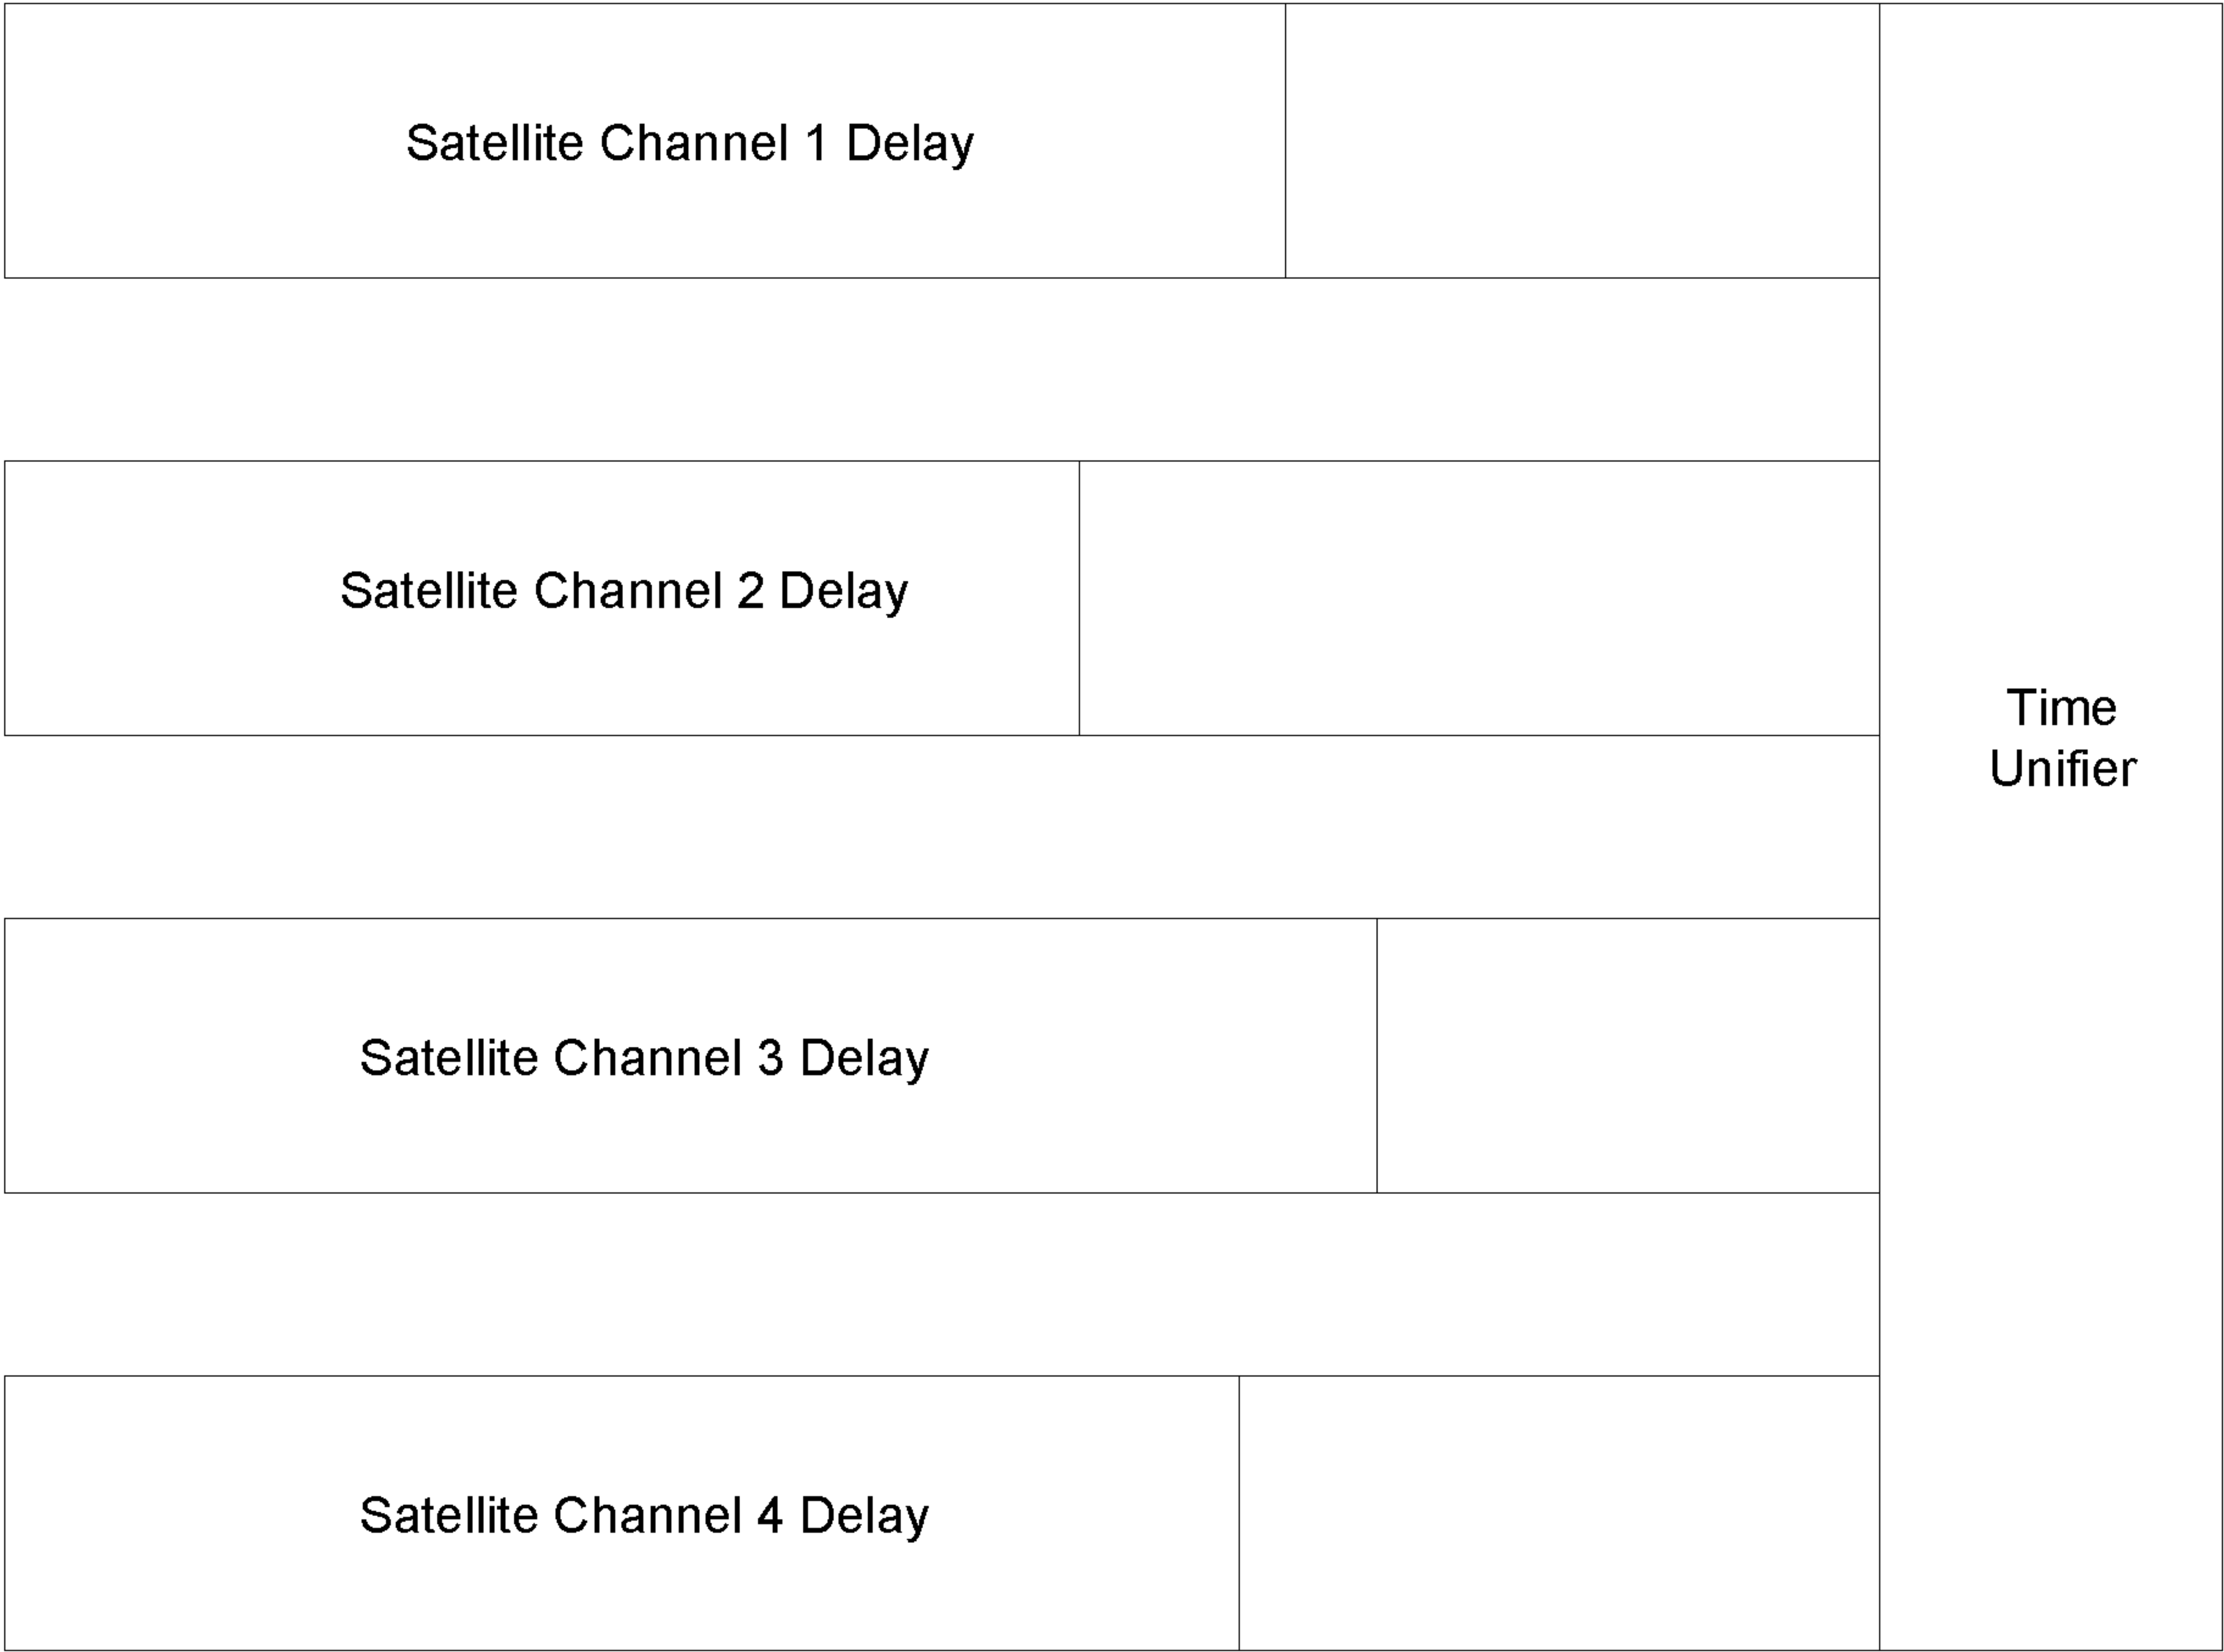 Satellite Channel 1 Delay
Satellite Channel 2 Delay
Time
Unifier
Satellite Channel 3 Delay
Satellite Channel 4 Delay